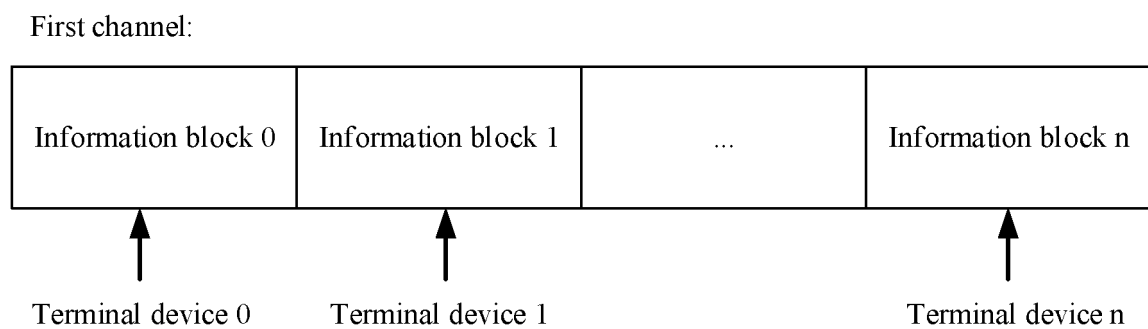 First channel:
Information block 0 Information block 1 ... Information block n
Terminal device 0 Terminal device 1 Terminal device n